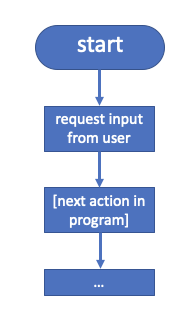 start
request input
from user
[next action in
program]
...